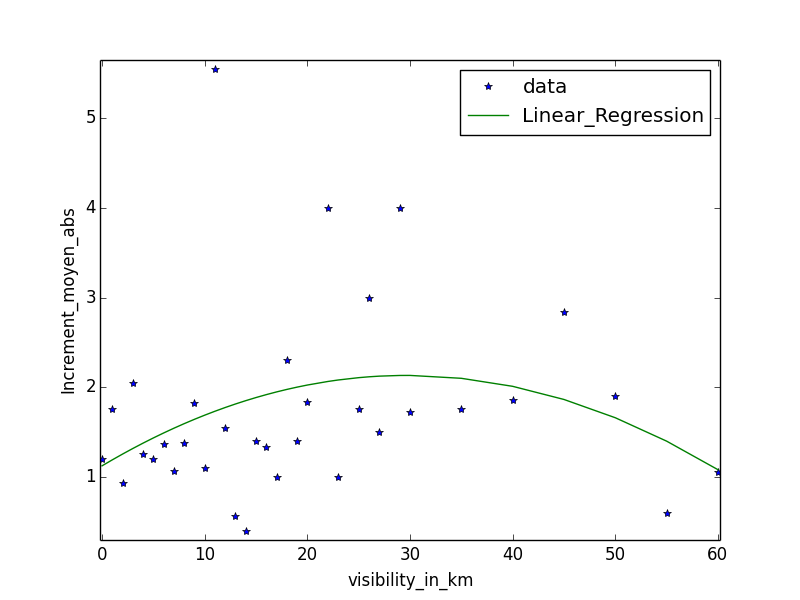 data
Linear_Regression
5
4
3
2
1
Increment_moyen_abs
0 10 20 30 40 50 60
visibility_in_km